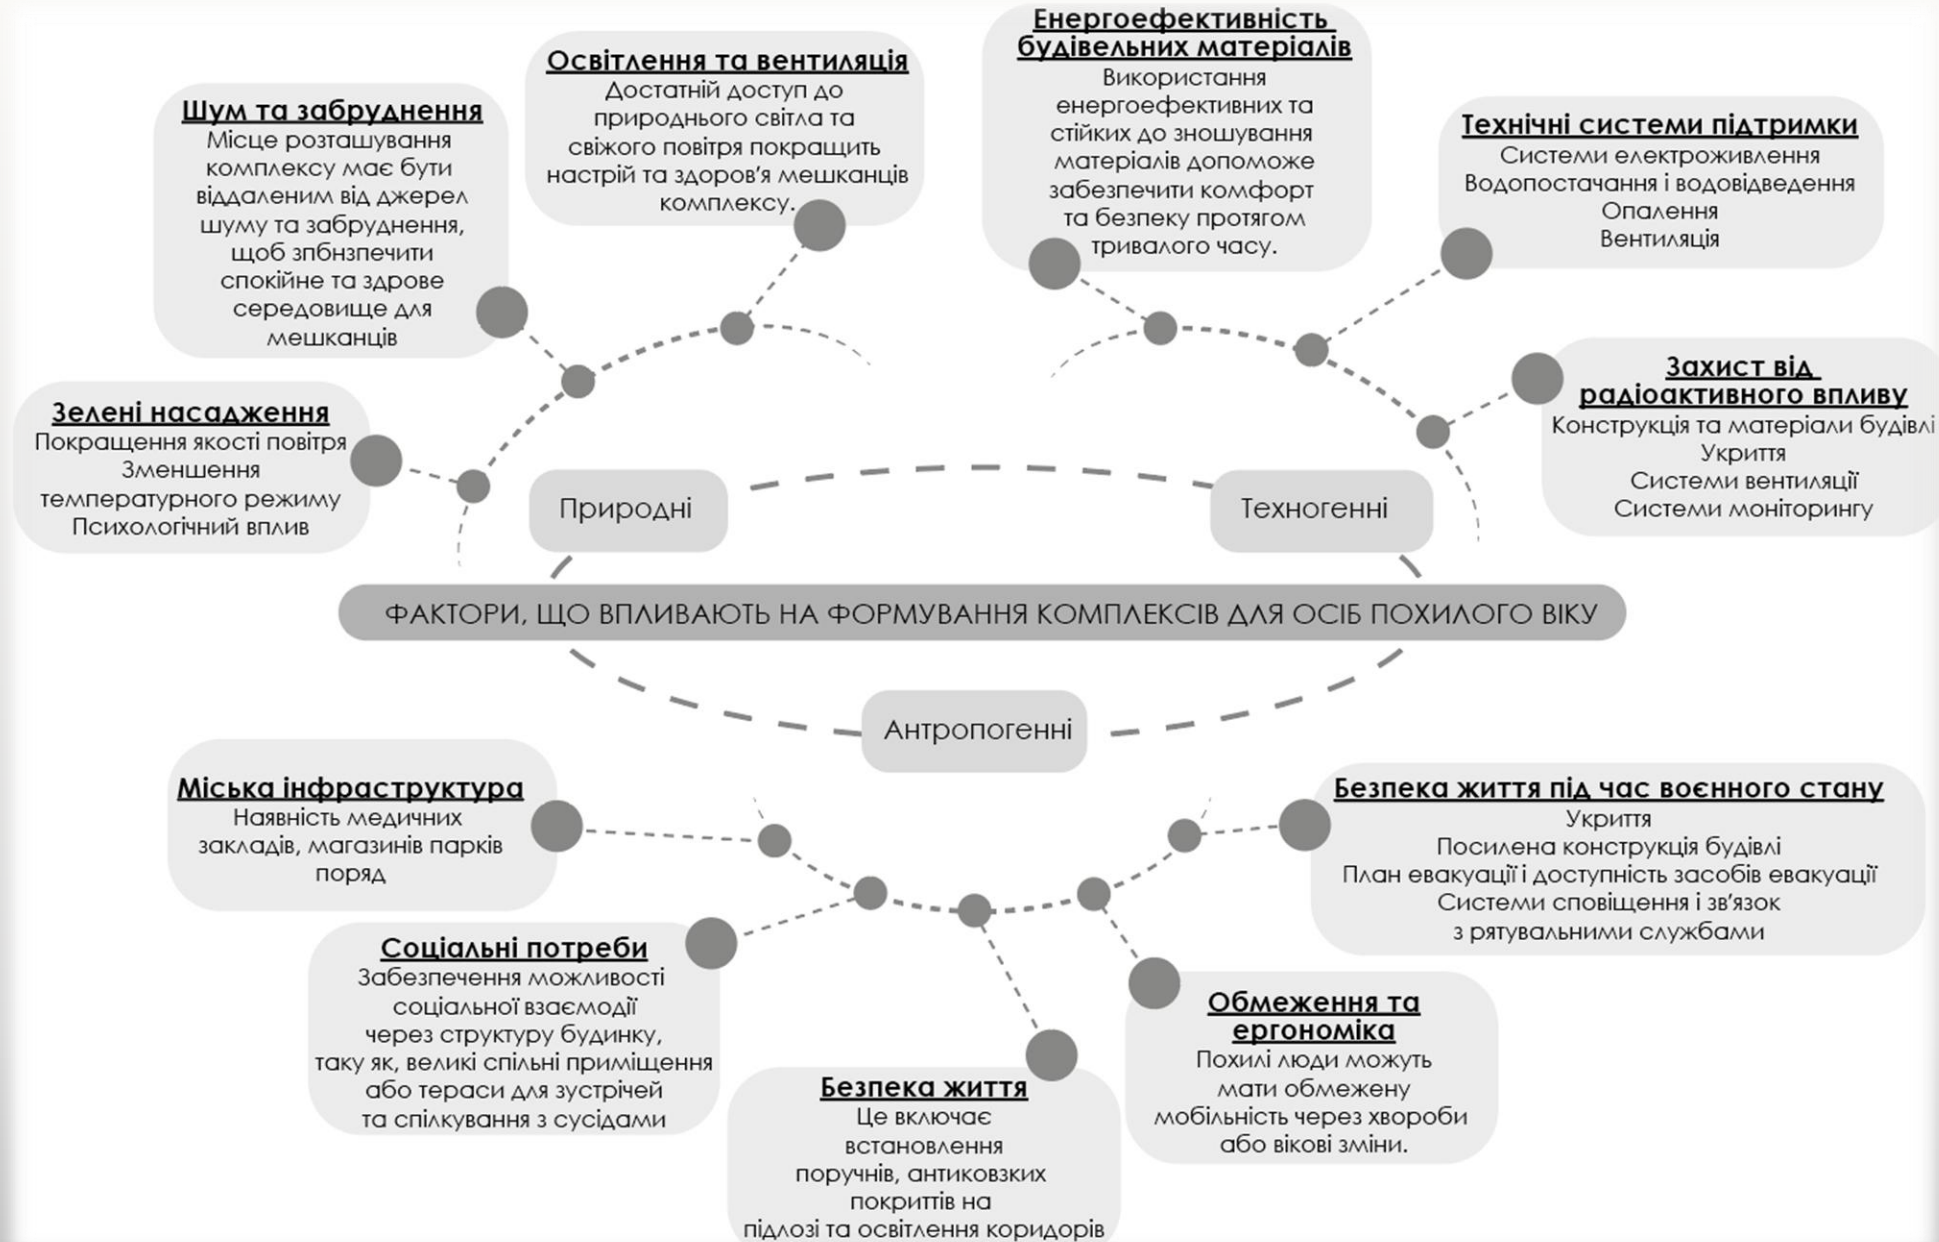 Зелені насадження
Покращення якості повітря
Зменшення
температурного режиму
Психологічний вплив
Шум та забруднення
Місце розташування
комплексу має бути
віддаленим від джерел
шуму та забруднення,
щоб зпбнзпечити
спокійне та здрове
середовище для
мешканців
Освітлення та вентиляція
Достатній доступ до
природнього світла та
свіжого повітря покращить
настрій та здоров'я мешканців
комплексу.
Енергоефективність
будівельних матеріалів
Використання
енергоефективних та
стійких до зношування
матеріалів допоможе
забезпечити комфорт
та безпеку протягом
тривалого часу.
Технічні системи підтримки
Системи електроживлення
Водопостачання і водовідведення
Опалення
Вентиляція
Захист від
радіоактивного впливу
Конструкція та матеріали будівлі
Укриття
Системи вентиляції
Системи моніторингу
Природні
Техногенні
ФАКТОРИ, ЩО ВПЛИВАЮТЬ НА ФОРМУВАННЯ КОМПЛЕКСІВ ДЛЯ ОСІБ ПОХИЛОГО ВІКУ
Антропогенні
Міська інфраструктура
Наявність медичних
закладів, магазинів парків
поряд
Соціальні потреби
Забезпечення можливості
соціальної взаємодії
через структуру будинку,
таку як, великі спільні приміщення
або тераси для зустрічей
та спілкування з сусідами
Безпека життя
Це включає
встановлення
поручнів, антиковзких
покриттів на
підлозі та освітлення коридорів
Обмеження та
ергономіка
Похилі люди можуть
мати обмежену
мобільність через хвороби
або вікові зміни.
Безпека життя під час воєнного стану
Укриття
Посилена конструкція будівлі
План евакуації і доступність засобів евакуації
Системи сповіщення і зв'язок
з рятувальними службами